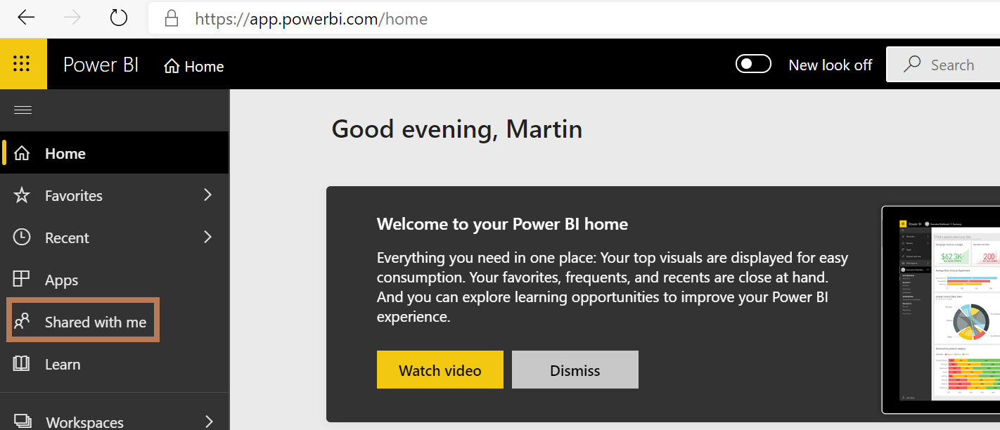 https://app.powerbi.com/home
Power BI
Home
New look off
Search
Home
Favorites
Recent
Apps
Shared with me
Learn
Workspaces
Good evening, Martin
Welcome to your Power BI home
Everything you need in one place: Your top visuals are displayed for easy
consumption. Your favorites, frequents, and recents are close at hand.
And you can explore learning opportunities to improve your Power BI
experience.
Watch video
Dismiss
Power BI
$62.3K
200